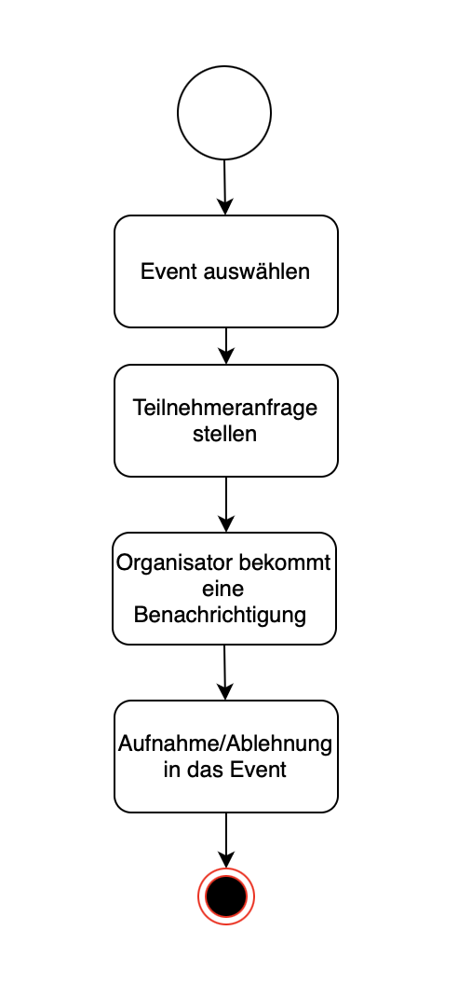 Event auswählen
Teilnehmeranfrage
stellen
Organisator bekommt
eine
Benachrichtigung
Aufnahme/Ablehnung
in das Event